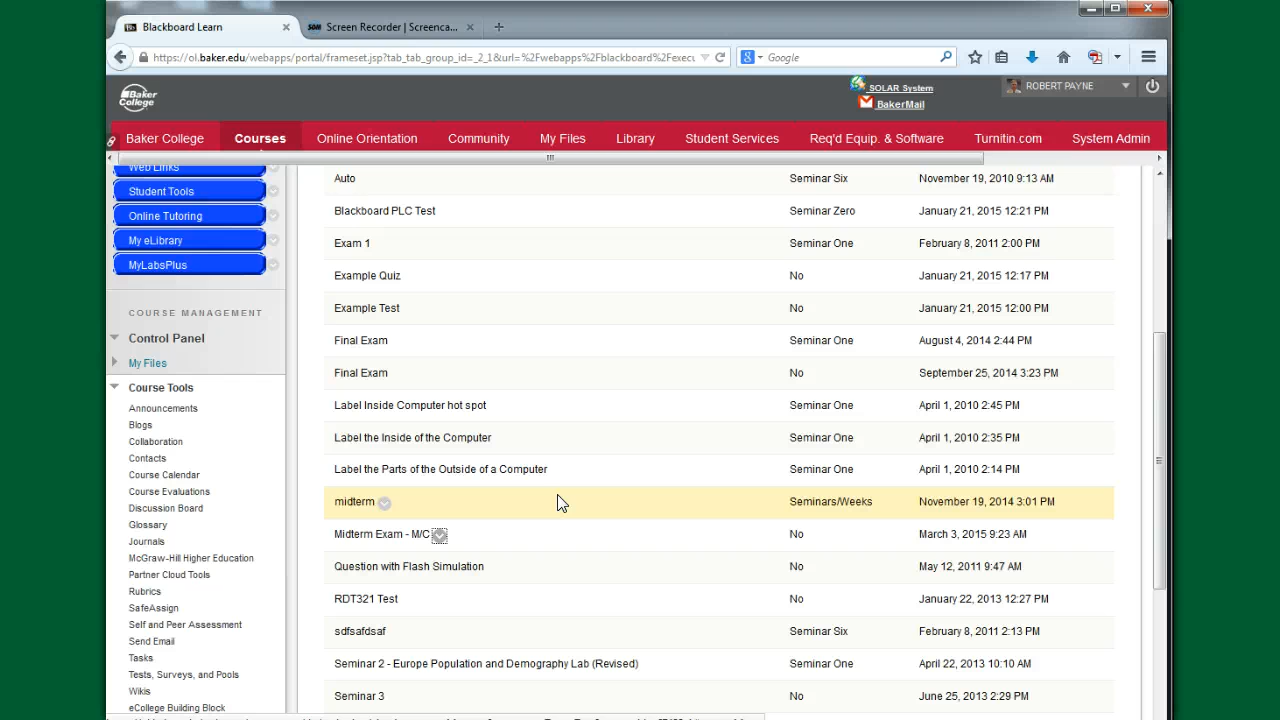 Blackboard Learn
Screen Recorder | Screenca...
https://ol.baker.edu/webapps/portal/frameset.jsp?tab_tab_group_id=_2_1&url=%2Fwebapps%2Fblackboard%2Fexecu
Google
Baker College
SOLAR System
BakerMail
ROBERT PAYNE
Baker College Courses Online Orientation Community My Files Library Student Services Req'd Equip. & Software Turnitin.com System Admin
Web Links
Student Tools
Online Tutoring
My eLibrary
MyLabsPlus
COURSE MANAGEMENT
Control Panel
My Files
Course Tools
Announcements
Blogs
Collaboration
Contacts
Course Calendar
Course Evaluations
Discussion Board
Glossary
Journals
McGraw-Hill Higher Education
Partner Cloud Tools
Rubrics
SafeAssign
Self and Peer Assessment
Send Email
Tasks
Tests, Surveys, and Pools
Wikis
eCollege Building Block
Auto Seminar Six November 19, 2010 9:13 AM
Blackboard PLC Test Seminar Zero January 21, 2015 12:21 PM
Exam 1 Seminar One February 8, 2011 2:00 PM
Example Quiz No January 21, 2015 12:17 PM
Example Test No January 21, 2015 12:00 PM
Final Exam Seminar One August 4, 2014 2:44 PM
Final Exam No September 25, 2014 3:23 PM
Label Inside Computer hot spot Seminar One April 1, 2010 2:45 PM
Label the Inside of the Computer Seminar One April 1, 2010 2:35 PM
Label the Parts of the Outside of a Computer Seminar One April 1, 2010 2:14 PM
midterm Seminars/Weeks November 19, 2014 3:01 PM
Midterm Exam - M/C No March 3, 2015 9:23 AM
Question with Flash Simulation No May 12, 2011 9:47 AM
RDT321 Test No January 22, 2013 12:27 PM
sdfsafdsaf Seminar Six February 8, 2011 2:13 PM
Seminar 2 - Europe Population and Demography Lab (Revised) Seminar One April 22, 2013 10:10 AM
Seminar 3 No June 25, 2013 2:29 PM